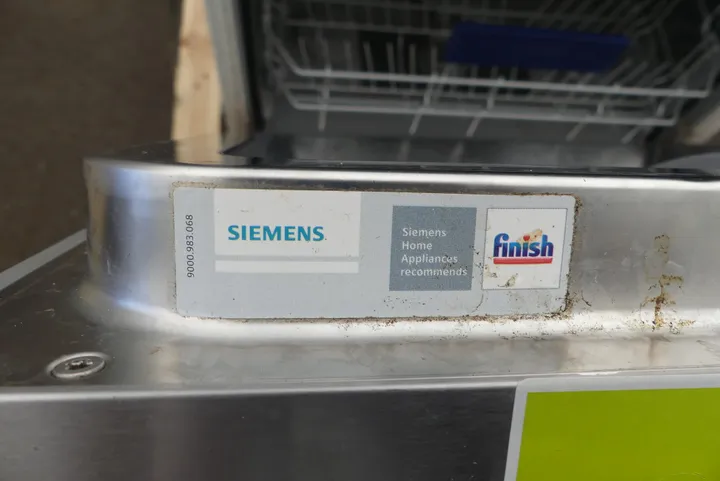 9000.983.068
SIEMENS
Siemens
Home
Appliances
recommends
finish